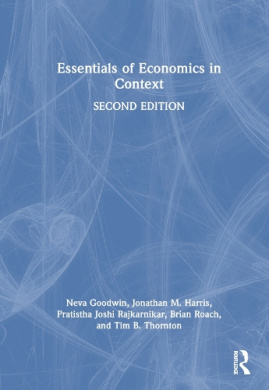 Essentials of Economics in
Context
SECOND EDITION
Neva Goodwin, Jonathan M. Harris,
Pratistha Joshi Rajkarnikar, Brian Roach,
and Tim B. Thornton
ROUTLEDGE